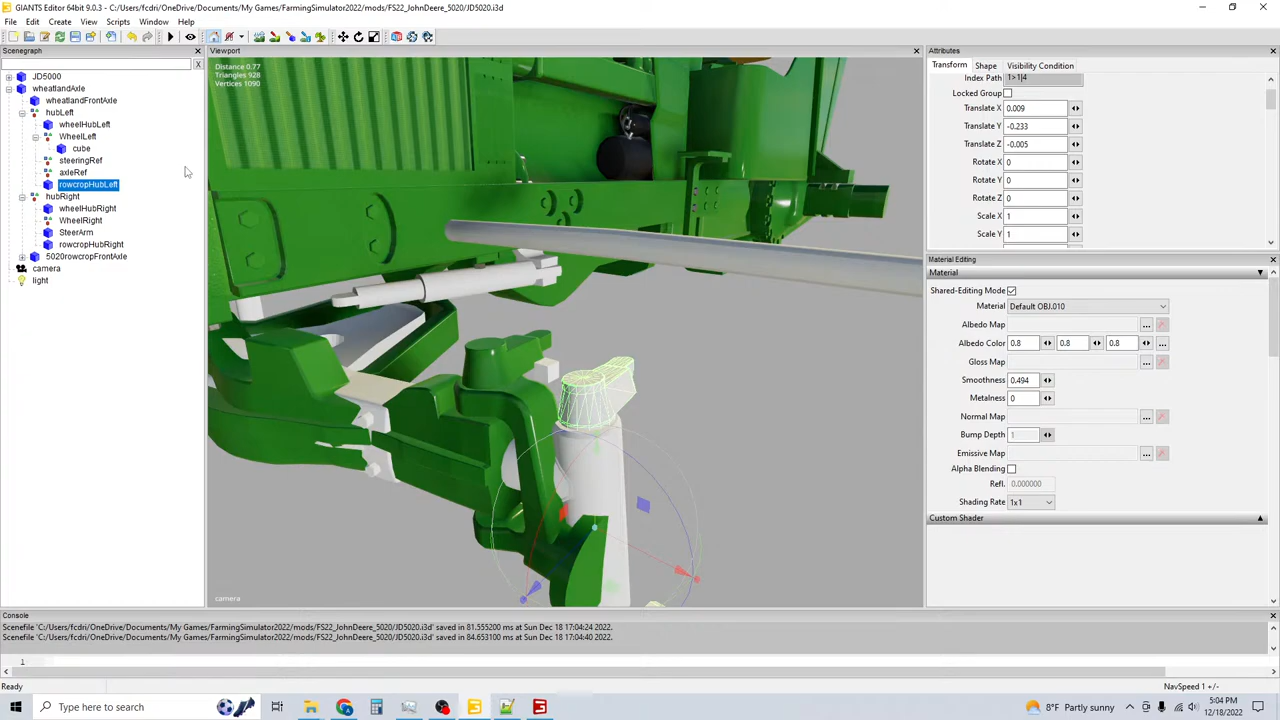 GIANTS Editor 64bit 9.0.3 - C:/Users/fcdri/OneDrive/Documents/My Games/FarmingSimulator2022/mods/FS22_JohnDeere_5020/JD5020.i3d
File Edit Create View Scripts Window Help
Scenegraph
X
JD5000
wheatlandAxle
wheatlandFrontAxle
hubLeft
wheelHubLeft
WheelLeft
cube
steeringRef
axleRef
rowcropHubLeft
hubRight
wheelHubRight
WheelRight
SteerArm
rowcropHubRight
5020rowcropFrontAxle
camera
light
Viewport
Distance 0.77
Triangles 928
Vertices 1090
camera
Attributes
Transform Shape Visibility Condition
Index Path 1>1|4
Locked Group
Translate X 0.009
Translate Y -0.233
Translate Z -0.005
Rotate X 0
Rotate Y 0
Rotate Z 0
Scale X 1
Scale Y 1
Material Editing
Material
Shared-Editing Mode
Material Default OBJ.010
Albedo Map ...
Albedo Color 0.8 0.8 0.8 ...
Gloss Map ...
Smoothness 0.494
Metalness 0
Normal Map ...
Bump Depth 1
Emissive Map ...
Alpha Blending
Refl. 0.000000
Shading Rate 1x1
Custom Shader
Console
Scenefile 'C:/Users/fcdri/OneDrive/Documents/My Games/FarmingSimulator2022/mods/FS22_JohnDeere_5020/JD5020.i3d' saved in 81.555200 ms at Sun Dec 18 17:04:24 2022.
Scenefile 'C:/Users/fcdri/OneDrive/Documents/My Games/FarmingSimulator2022/mods/FS22_JohnDeere_5020/JD5020.i3d' saved in 84.653100 ms at Sun Dec 18 17:04:40 2022.
1
Ready
NavSpeed 1 +/-
Type here to search
8°F Partly sunny
5:04 PM
12/18/2022